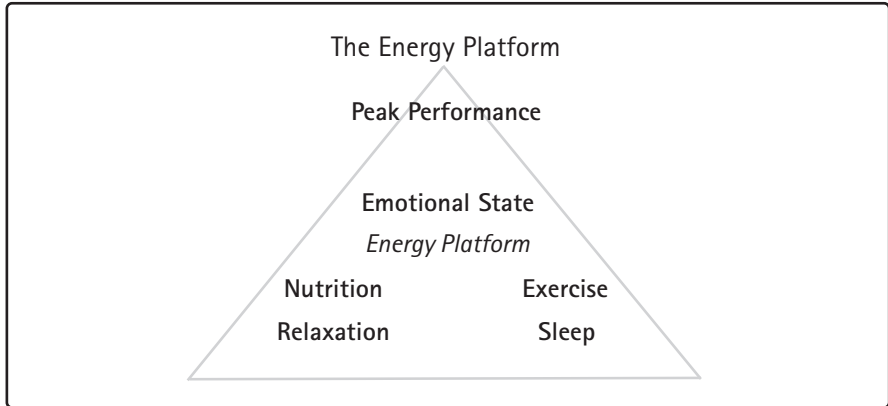 The Energy Platform
Peak Performance
Emotional State
Energy Platform
Nutrition Exercise
Relaxation Sleep